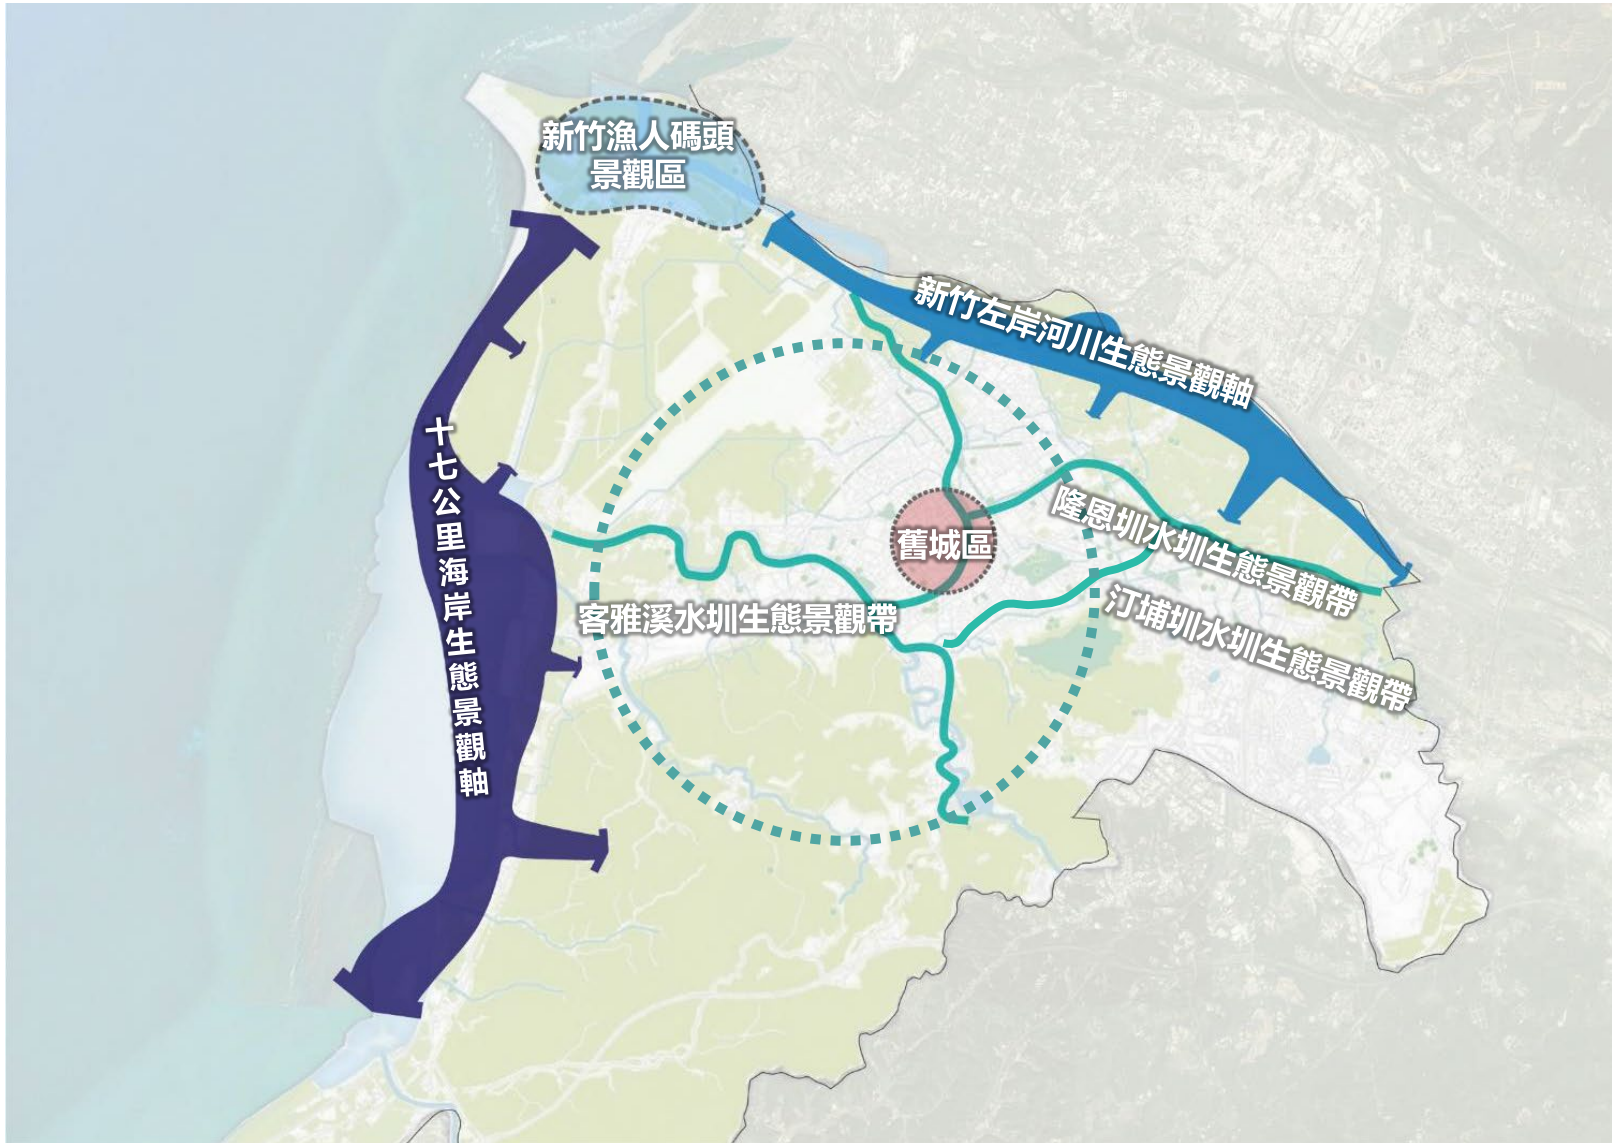 新竹漁人碼頭
景觀區
新竹左岸河川生態景觀軸
十七公里海岸生態景觀軸
隆恩圳水圳生態景觀帶
舊城區
汀埔圳水圳生態景觀帶
客雅溪水圳生態景觀帶